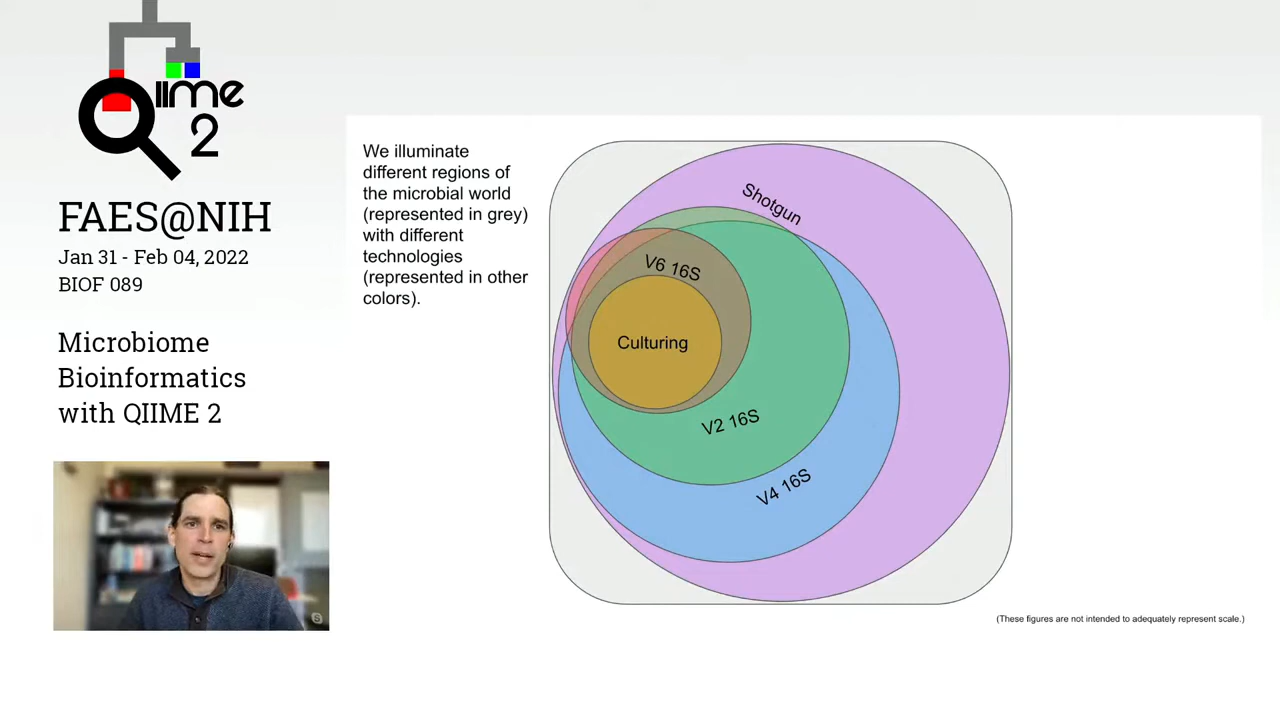 QIIME
2
FAES@NIH
Jan 31 - Feb 04, 2022
BIOF 089
Microbiome
Bioinformatics
with QIIME 2
We illuminate
different regions of
the microbial world
(represented in grey)
with different
technologies
(represented in other
colors).
Shotgun
V6 16S
Culturing
V2 16S
V4 16S
(These figures are not intended to adequately represent scale.)